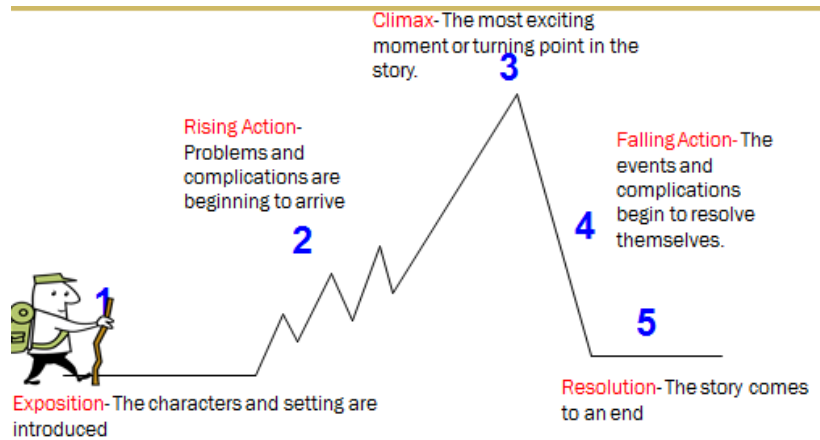 Climax- The most exciting
moment or turning point in the
story.
3
Rising Action-
Problems and
complications are
beginning to arrive
2
Falling Action- The
events and
complications
begin to resolve
themselves.
4
1
5
Exposition- The characters and setting are
introduced
Resolution- The story comes
to an end